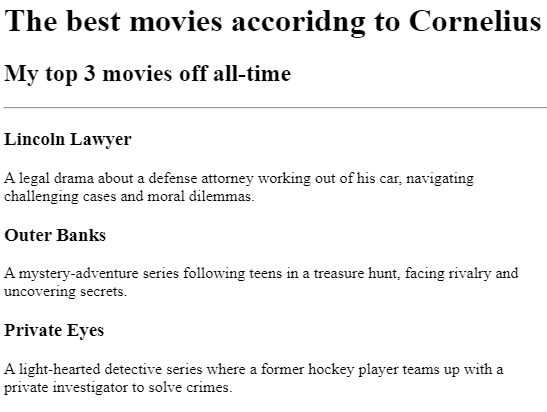 The best movies accoridng to Cornelius
My top 3 movies off all-time
Lincoln Lawyer
A legal drama about a defense attorney working out of his car, navigating
challenging cases and moral dilemmas.
Outer Banks
A mystery-adventure series following teens in a treasure hunt, facing rivalry and
uncovering secrets.
Private Eyes
A light-hearted detective series where a former hockey player teams up with a
private investigator to solve crimes.